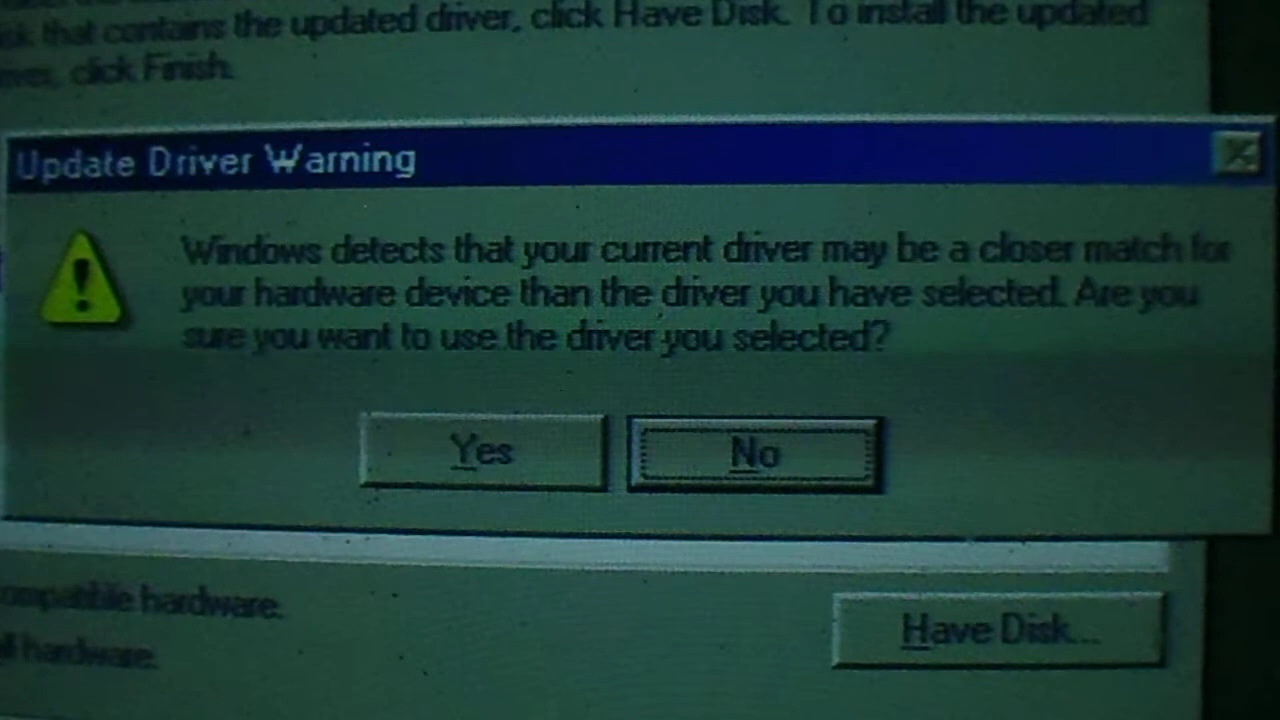 that contains the updated driver, click Have Disk. To install the updated
click Finish.
Update Driver Warning
Windows detects that your current driver may be a closer match for
your hardware device than the driver you have selected. Are you
sure you want to use the driver you selected?
Yes
No
hardware.
hardware.
Have Disk...